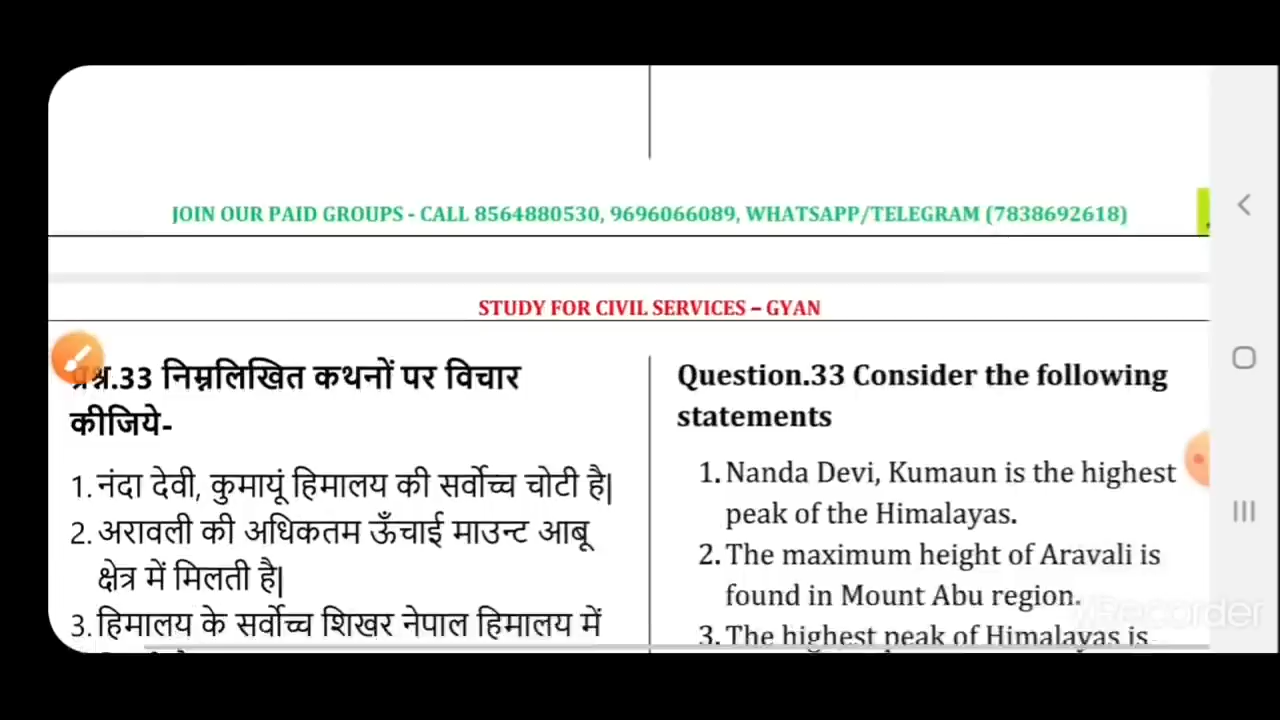 JOIN OUR PAID GROUPS - CALL 8564880530, 9696066089, WHATSAPP/TELEGRAM (7838692618)
STUDY FOR CIVIL SERVICES – GYAN
प्रश्न.33 निम्नलिखित कथनों पर विचार
कीजिये-
1. नंदा देवी, कुमायूं हिमालय की सर्वोच्च चोटी है|
2. अरावली की अधिकतम ऊँचाई माउन्ट आबू
क्षेत्र में मिलती है|
3. हिमालय के सर्वोच्च शिखर नेपाल हिमालय में
Question.33 Consider the following
statements
1. Nanda Devi, Kumaun is the highest
peak of the Himalayas.
2. The maximum height of Aravali is
found in Mount Abu region.
3. The highest peak of Himalayas is
Recorder